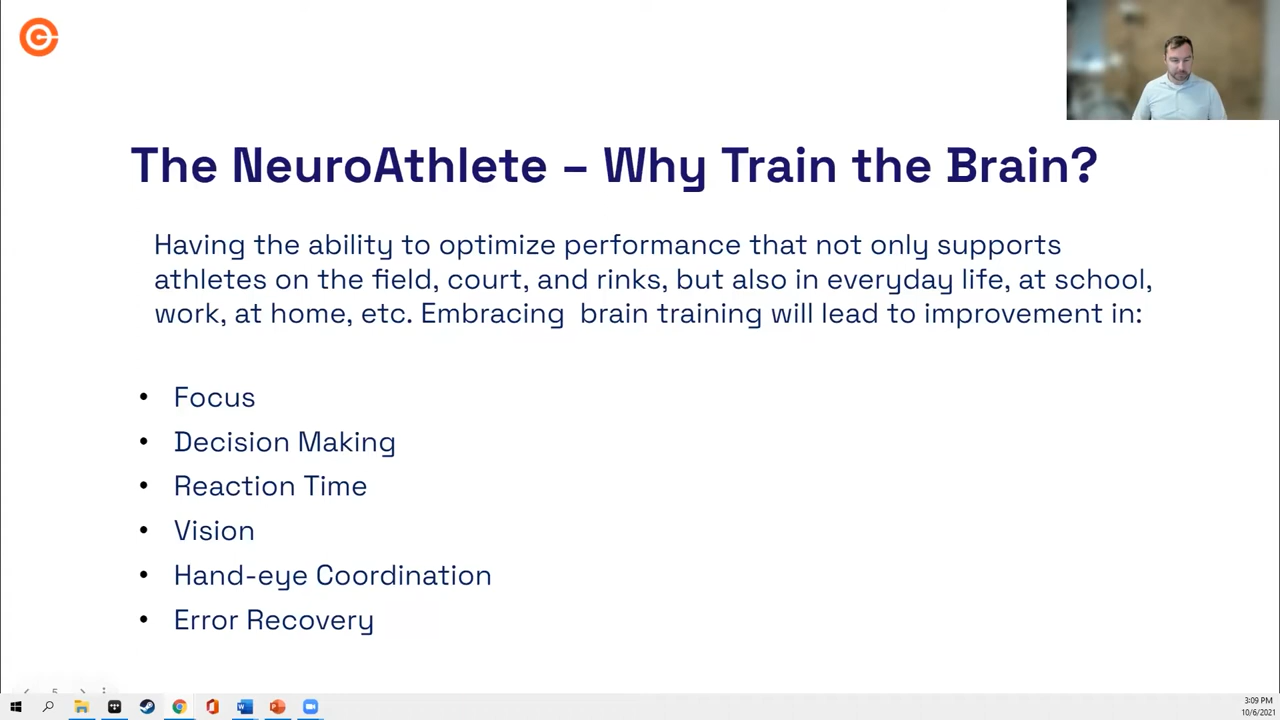 The NeuroAthlete – Why Train the Brain?
Having the ability to optimize performance that not only supports
athletes on the field, court, and rinks, but also in everyday life, at school,
work, at home, etc. Embracing  brain training will lead to improvement in:
• Focus
• Decision Making
• Reaction Time
• Vision
• Hand-eye Coordination
• Error Recovery
5
3:09 PM
10/6/2021